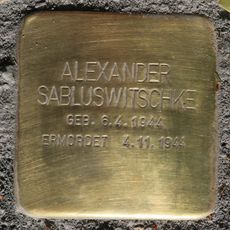 ALEXANDER
SABLUSWITSCHKE
GEB. 6.4.1944
ERMORDET 4.11.1944